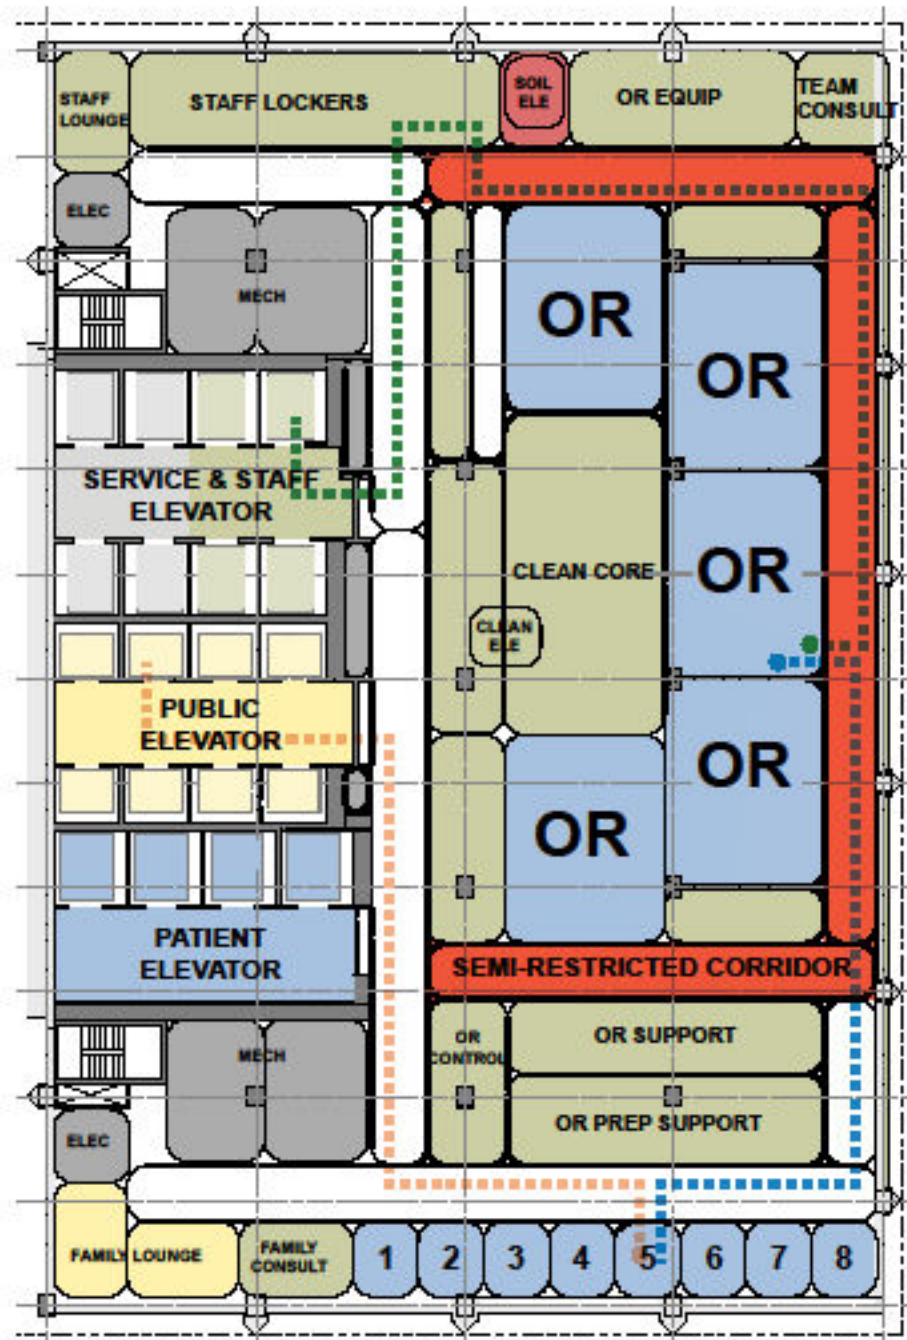 STAFF
LOUNGE
STAFF LOCKERS
SOIL
ELE
OR EQUIP
TEAM
CONSULT
ELEC
MECH
OR
OR
SERVICE & STAFF
ELEVATOR
CLEAN CORE
OR
CLEAN
ELE
PUBLIC
ELEVATOR
OR
OR
PATIENT
ELEVATOR
SEMI-RESTRICTED CORRIDOR
MECH
OR
CONTROL
OR SUPPORT
OR PREP SUPPORT
ELEC
FAMILY LOUNGE
FAMILY
CONSULT
1
2
3
4
5
6
7
8